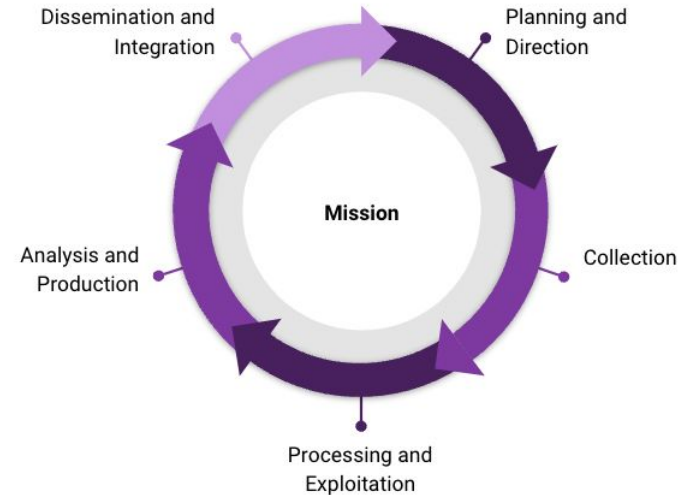 Dissemination and
Integration
Planning and
Direction
Mission
Analysis and
Production
Collection
Processing and
Exploitation